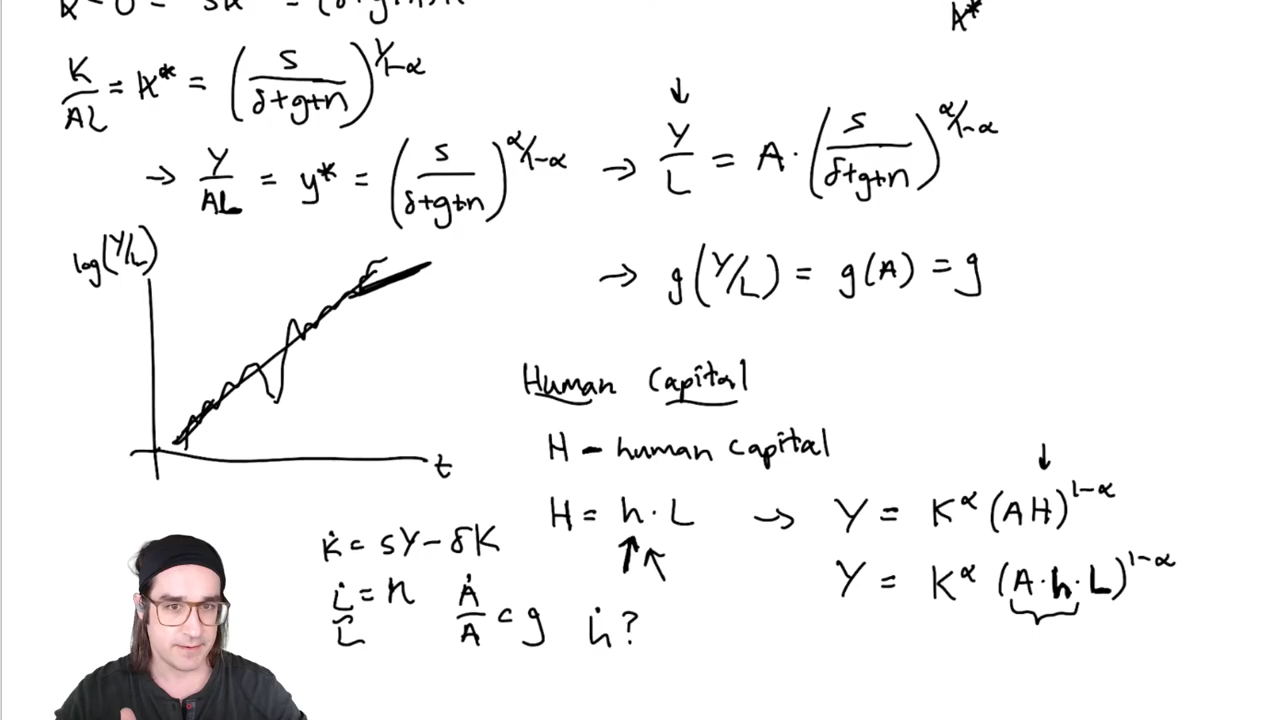 K/AL = k* = (s/(δ+g+n))^(1/1-α)
→ Y/AL = y* = (s/(δ+g+n))^(α/1-α) → Y/L = A·(s/(δ+g+n))^(α/1-α)
k*
log(Y/L)
t
→ g(Y/L) = g(A) = g
Human Capital
H - human capital
H = h·L → Y = K^α (AH)^(1-α)
Y = K^α (A·h·L)^(1-α)
K̇ = sY - δK
L̇/L = n Ȧ/A = g ḣ?